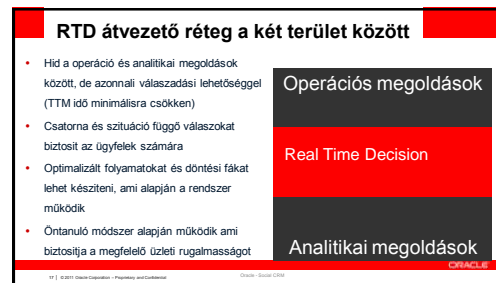 RTD átvezető réteg a két terület között
• Hid a operáció és analitikai megoldások
között, de azonnali válaszadási lehetőséggel
(TTM idő minimálisra csökken)
• Csatorna és szituáció függő válaszokat
biztosit az ügyfelek számára
• Optimalizált folyamatokat és döntési fákat
lehet készíteni, ami alapján a rendszer
működik
• Öntanuló módszer alapján működik ami
biztosítja a megfelelő üzleti rugalmasságot
Operációs megoldások
Real Time Decision
Analitikai megoldások
ORACLE
17 | © 2011 Oracle Corporation – Proprietary and Confidential
Oracle - Social CRM